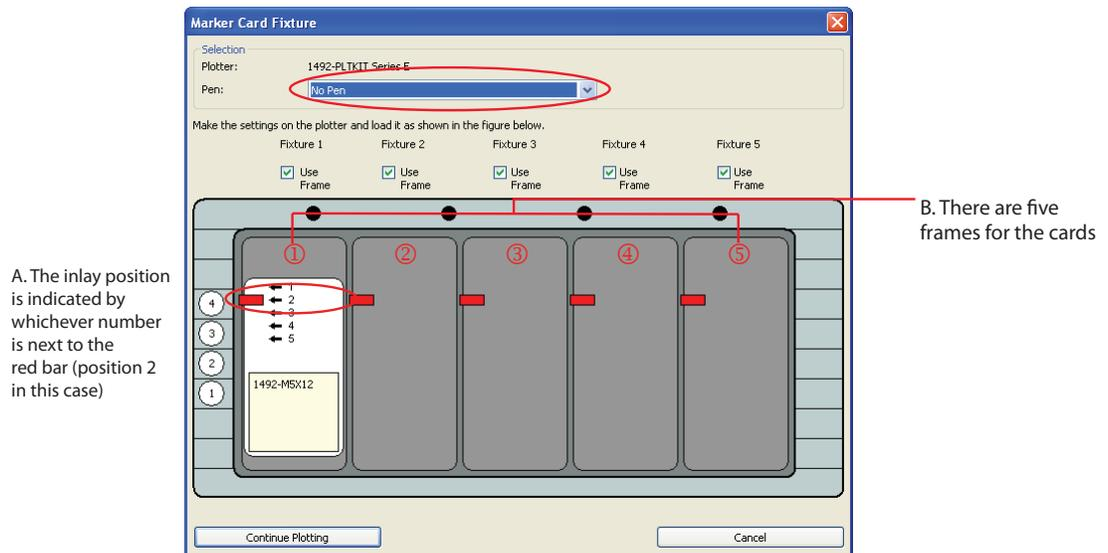 Marker Card Fixture
Selection
Plotter: 1492-PLTKIT Series E
Pen: No Pen
Make the settings on the plotter and load it as shown in the figure below.
Fixture 1 Fixture 2 Fixture 3 Fixture 4 Fixture 5
Use Use Use Use Use
Frame Frame Frame Frame Frame
① ② ③ ④ ⑤
1
2
3
4
5
4
3
2
1
1492-M5X12
Continue Plotting Cancel
A. The inlay position
is indicated by
whichever number
is next to the
red bar (position 2
in this case)
B. There are five
frames for the cards